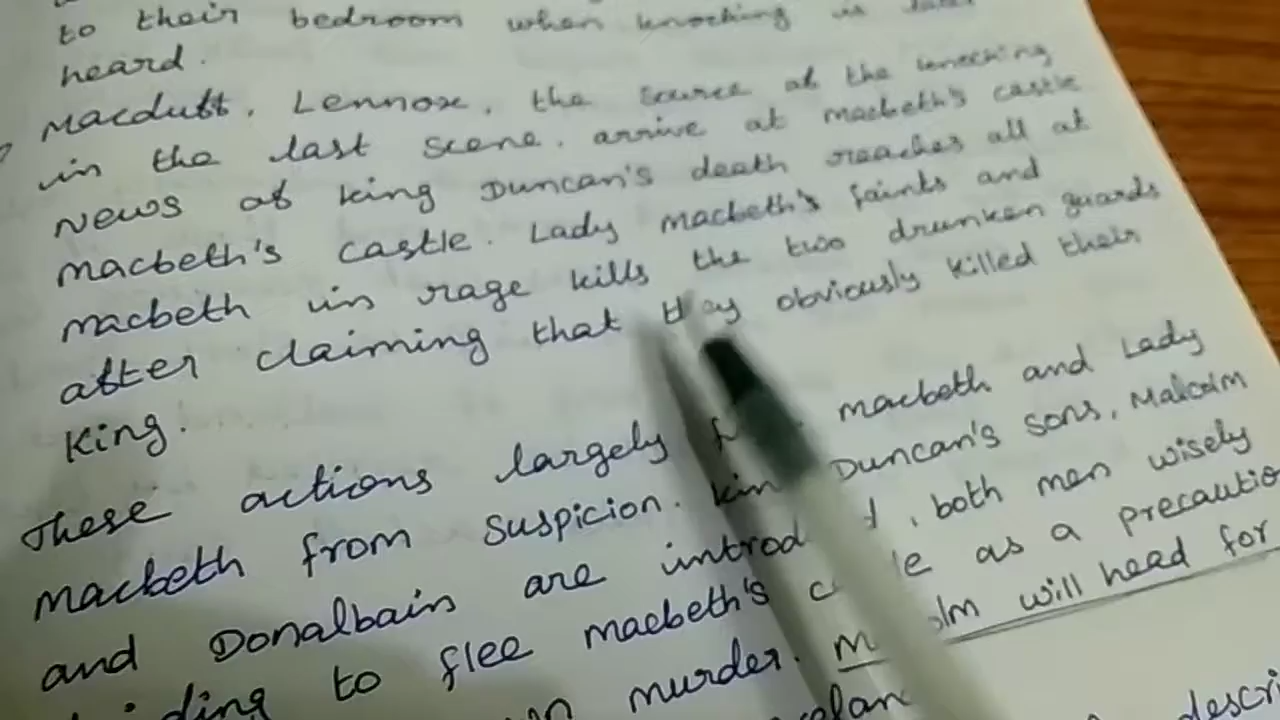 to their bedroom when knocking is later
heard.
Macduff, Lennox, the source of the knocking
in the last scene, arrive at macbeth's castle
News of king Duncan's death reaches all at
macbeth's castle. Lady macbeth's faints and
macbeth in rage kills the two drunken guards
after claiming that they obviously killed their
King.
These actions largely macbeth and Lady
macbeth from suspicion. Duncan's sons, Malcolm
and Donalbain are , both men wisely
to flee macbeth's as a precaution
murder. will head for